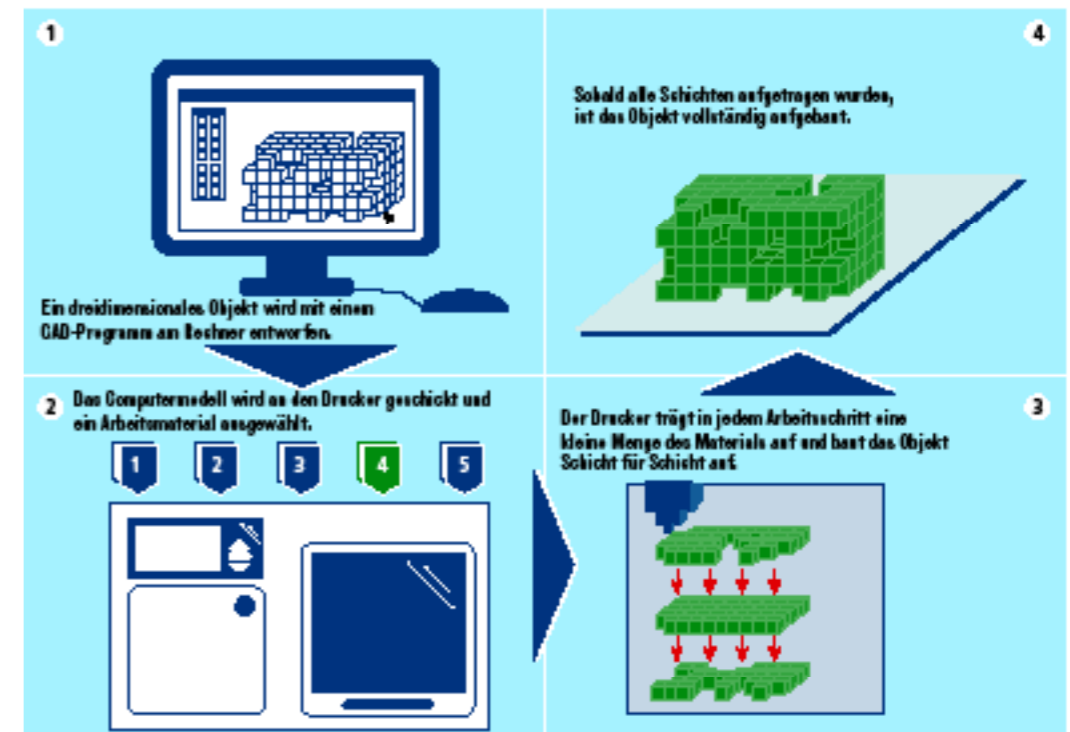 1
Ein dreidimensionales Objekt wird mit einem
CAD-Programm am Rechner entworfen.
2
Das Computermodell wird an den Drucker geschickt und
ein Arbeitsmaterial ausgewählt.
1 2 3 4 5
3
Der Drucker trägt in jedem Arbeitsschritt eine
kleine Menge des Materials auf und baut das Objekt
Schicht für Schicht auf.
4
Sobald alle Schichten aufgetragen wurden,
ist das Objekt vollständig aufgebaut.